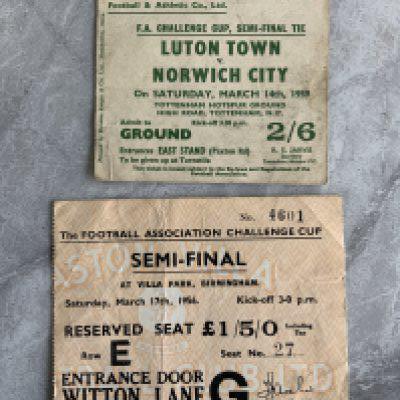 Football & Athletic Co., Ltd.
F.A. CHALLENGE CUP, SEMI-FINAL TIE
LUTON TOWN
v.
NORWICH CITY
On SATURDAY, MARCH 14th, 1959
TOTTENHAM HOTSPUR GROUND
HIGH ROAD, TOTTENHAM, N.17
Admit to
Kick-off 3.00 p.m.
GROUND 2/6
Entrance EAST STAND (Paxton Rd)
To be given up at Turnstile
No. 4601
The FOOTBALL ASSOCIATION CHALLENGE CUP
ASTON VILLA
SEMI-FINAL
AT VILLA PARK, BIRMINGHAM.
Saturday, March 17th, 1956. Kick-off 3-0 p.m.
RESERVED SEAT £1/5/0 Including Tax
Row E Seat No. 27
ENTRANCE DOOR G
WITTON LANE